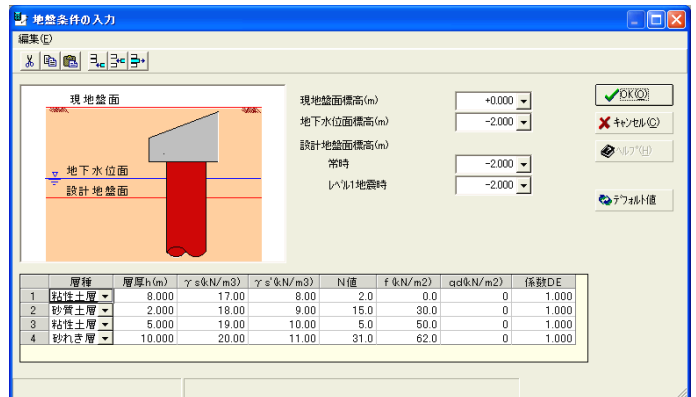 地盤条件の入力
編集(E)
現地盤面
地下水位面
設計地盤面
現地盤面標高(m) +0.000
地下水位面標高(m) -2.000
設計地盤面標高(m)
常時 -2.000
ﾚﾍﾞﾙ1地震時 -2.000
OK(O)
ｷｬﾝｾﾙ(C)
ﾍﾙﾌﾟ(H)
ﾃﾞﾌｫﾙﾄ値
層種 層厚h(m) γs(kN/m3) γs'(kN/m3) N値 f(kN/m2) qd(kN/m2) 係数DE
1 粘性土層 8.000 17.00 8.00 2.0 0.0 0 1.000
2 砂質土層 2.000 18.00 9.00 15.0 30.0 0 1.000
3 粘性土層 5.000 19.00 10.00 5.0 50.0 0 1.000
4 砂れき層 10.000 20.00 11.00 31.0 62.0 0 1.000